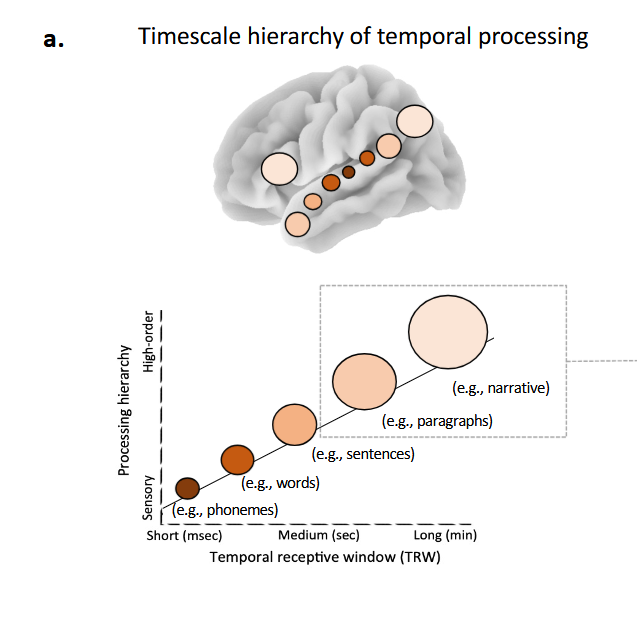 a.
Timescale hierarchy of temporal processing
Processing hierarchy
High-order
Sensory
(e.g., narrative)
(e.g., paragraphs)
(e.g., sentences)
(e.g., words)
(e.g., phonemes)
Short (msec)
Medium (sec)
Long (min)
Temporal receptive window (TRW)